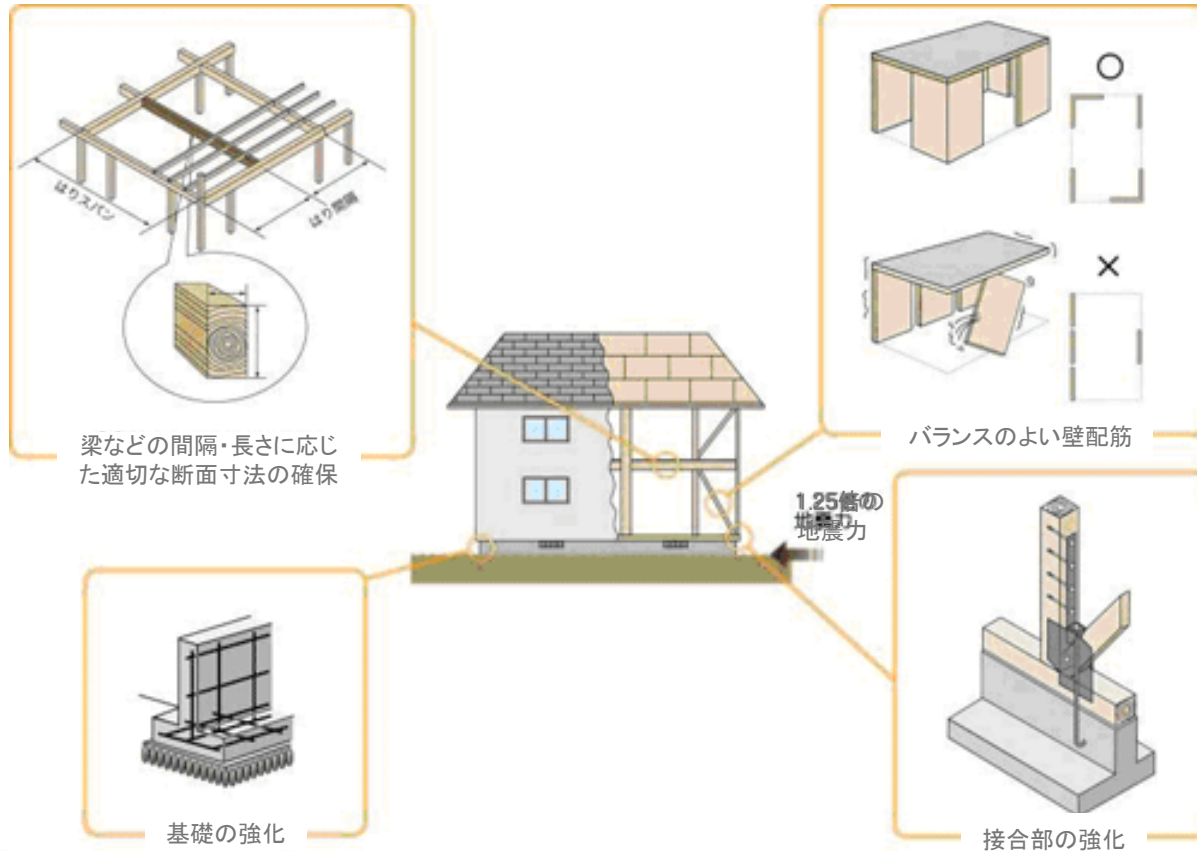 はりスパン
はり間隔
梁などの間隔・長さに応じ
た適切な断面寸法の確保
○
×
バランスのよい壁配筋
1.25倍の
地震力
基礎の強化
接合部の強化